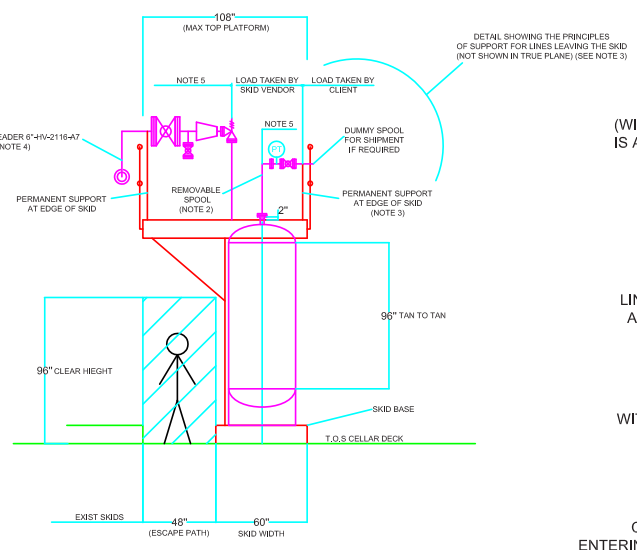 108"
(MAX TOP PLATFORM)
DETAIL SHOWING THE PRINCIPLES
OF SUPPORT FOR LINES LEAVING THE SKID
(NOT SHOWN IN TRUE PLANE) (SEE NOTE 3)
NOTE 5
LOAD TAKEN BY
SKID VENDOR
LOAD TAKEN BY
CLIENT
(WI
IS A
EADER 6"-HV-2116-A7
(NOTE 4)
NOTE 5
PT
DUMMY SPOOL
FOR SHIPMENT
IF REQUIRED
PERMANENT SUPPORT
AT EDGE OF SKID
REMOVABLE
SPOOL
(NOTE 2)
PERMANENT SUPPORT
AT EDGE OF SKID
(NOTE 3)
2"
LIN
A
96" TAN TO TAN
96" CLEAR HIEGHT
SKID BASE
WIT
T.O.S CELLAR DECK
EXIST SKIDS
48"
(ESCAPE PATH)
60"
SKID WIDTH
ENTERIN